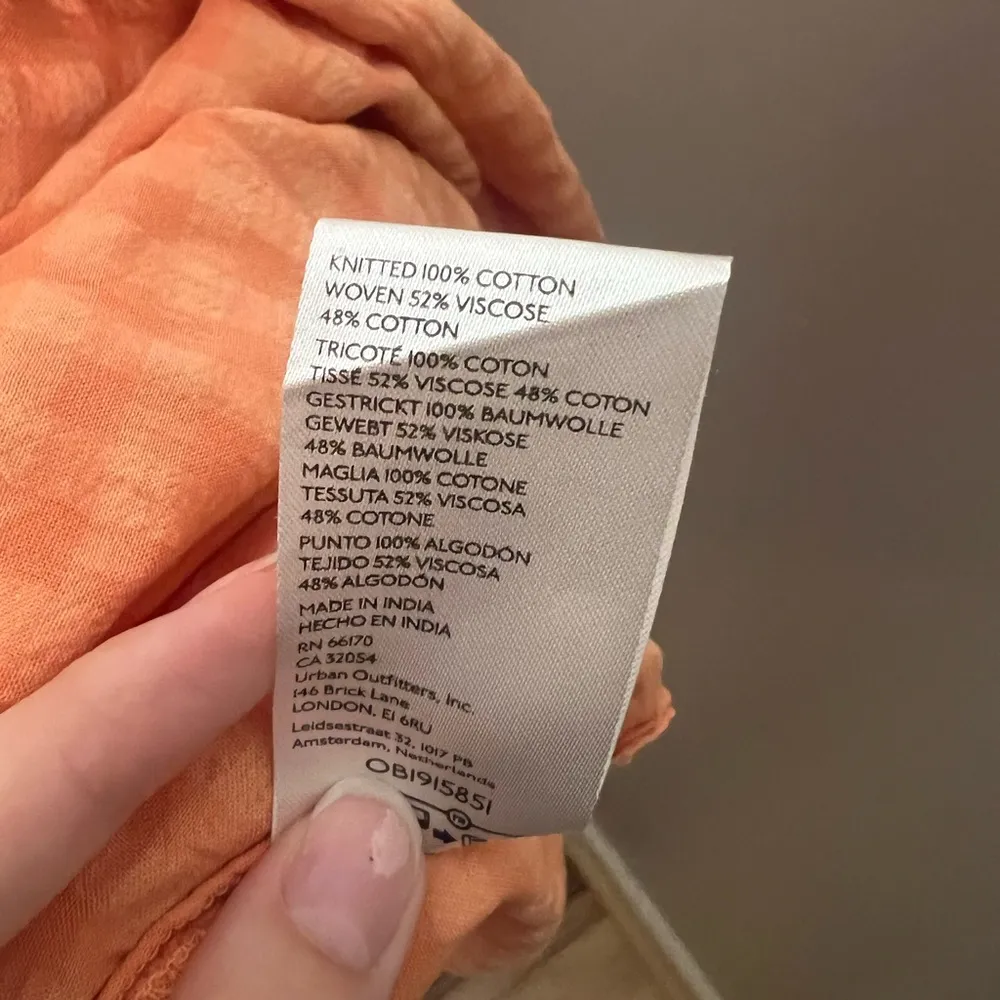 KNITTED 100% COTTON
WOVEN 52% VISCOSE
48% COTTON
TRICOTÉ 100% COTON
TISSÉ 52% VISCOSE 48% COTON
GESTRICKT 100% BAUMWOLLE
GEWEBT 52% VISKOSE
48% BAUMWOLLE
MAGLIA 100% COTONE
TESSUTA 52% VISCOSA
48% COTONE
PUNTO 100% ALGODÓN
TEJIDO 52% VISCOSA
48% ALGODÓN
MADE IN INDIA
HECHO EN INDIA
RN 66170
CA 32054
Urban Outfitters, Inc.
146 Brick Lane
LONDON, E1 6RU
Leidsestraat 32, 1017 PB
Amsterdam, Netherlands
OB1915851
FR